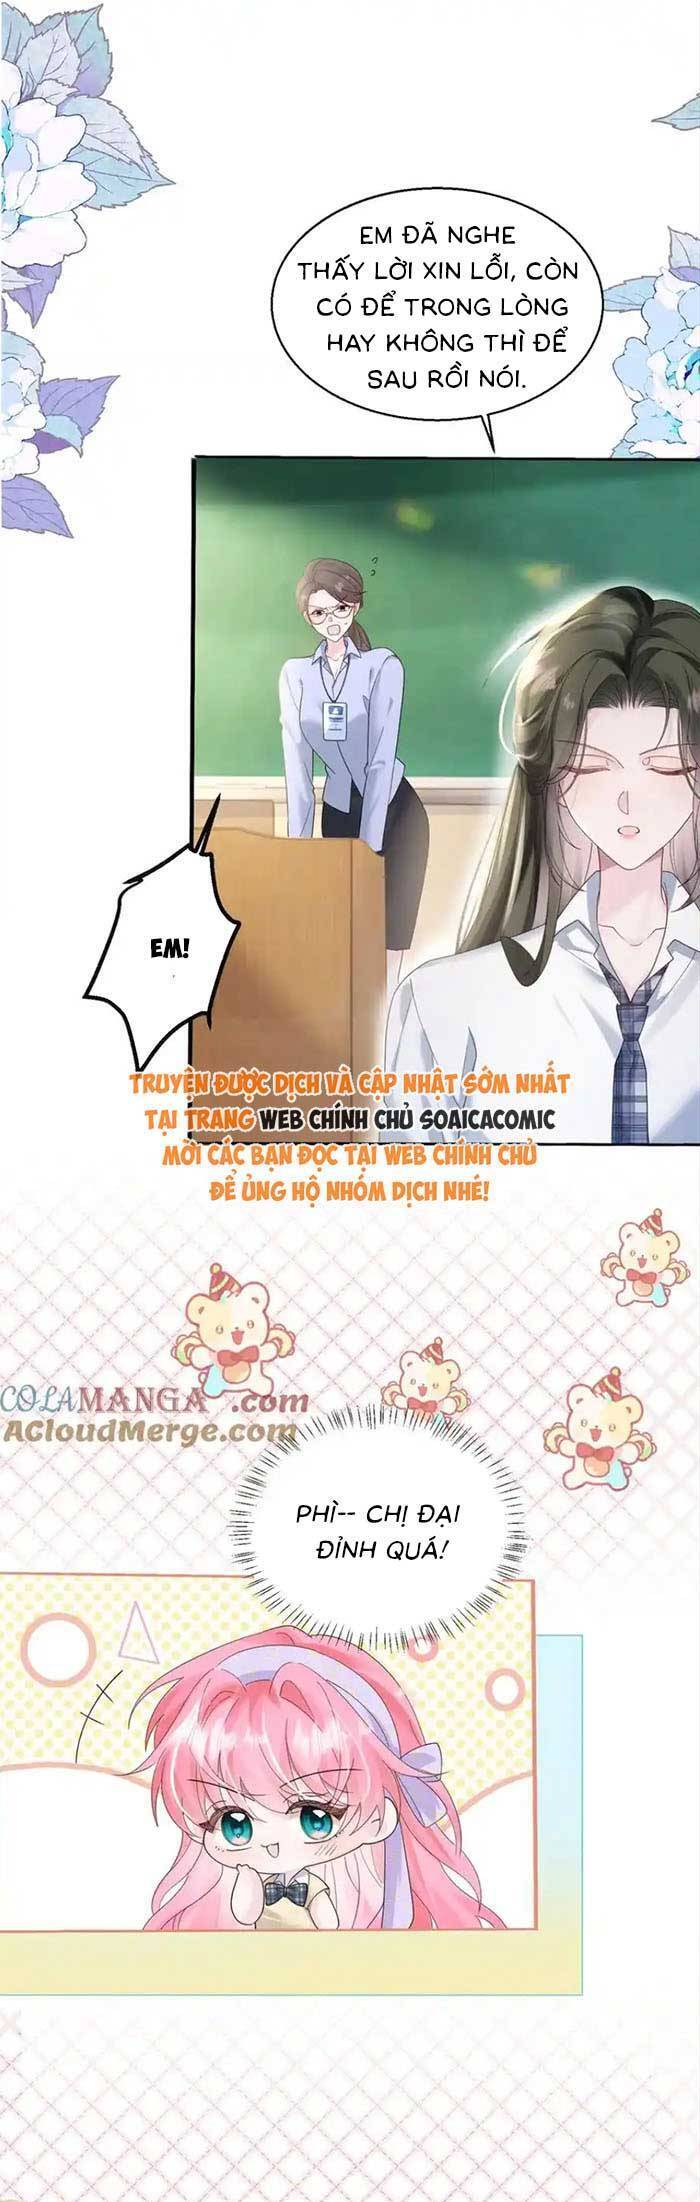 EM ĐÃ NGHE
THẤY LỜI XIN LỖI, CÒN
CÓ ĐỂ TRONG LÒNG
HAY KHÔNG THÌ ĐỂ
SAU RỒI NÓI.
EM!
TRUYỆN ĐƯỢC DỊCH VÀ CẬP NHẬT SỚM NHẤT
TẠI TRANG WEB CHÍNH CHỦ SOAICACOMIC
MỜI CÁC BẠN ĐỌC TẠI WEB CHÍNH CHỦ
ĐỂ ỦNG HỘ NHÓM DỊCH NHÉ!
COLAMANGA.com
AcloudMerge.com
PHÌ-- CHỊ ĐẠI
ĐỈNH QUÁ!